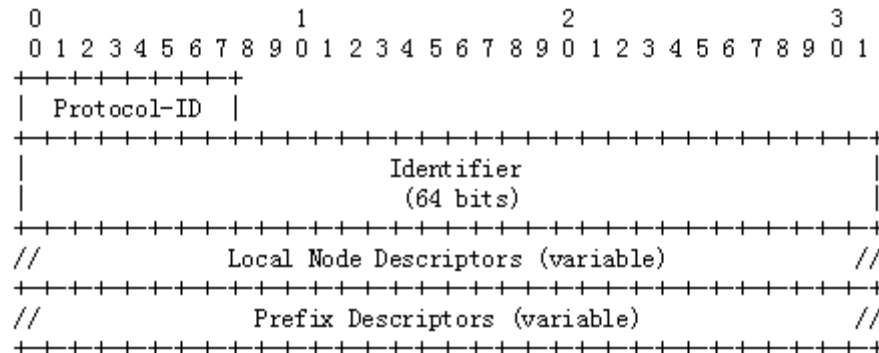 0                   1                   2                   3
 0 1 2 3 4 5 6 7 8 9 0 1 2 3 4 5 6 7 8 9 0 1 2 3 4 5 6 7 8 9 0 1
+-+-+-+-+-+-+-+-+
|  Protocol-ID  |
+-+-+-+-+-+-+-+-+-+-+-+-+-+-+-+-+-+-+-+-+-+-+-+-+-+-+-+-+-+-+-+-+
|                           Identifier                          |
|                            (64 bits)                          |
+-+-+-+-+-+-+-+-+-+-+-+-+-+-+-+-+-+-+-+-+-+-+-+-+-+-+-+-+-+-+-+-+
//              Local Node Descriptors (variable)              //
+-+-+-+-+-+-+-+-+-+-+-+-+-+-+-+-+-+-+-+-+-+-+-+-+-+-+-+-+-+-+-+-+
//                Prefix Descriptors (variable)                //
+-+-+-+-+-+-+-+-+-+-+-+-+-+-+-+-+-+-+-+-+-+-+-+-+-+-+-+-+-+-+-+-+